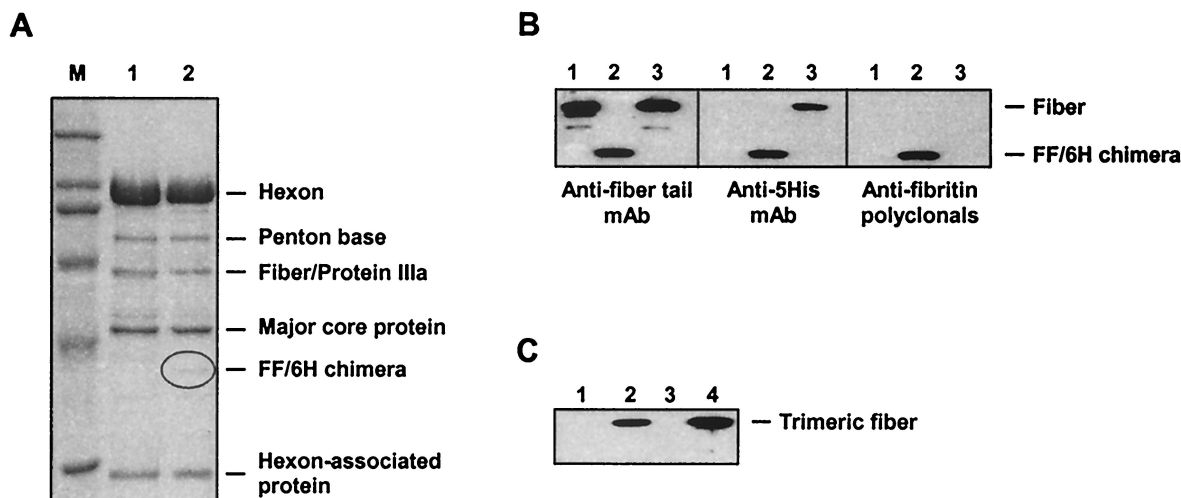 A
M 1 2
Hexon
Penton base
Fiber/Protein IIIa
Major core protein
FF/6H chimera
Hexon-associated
protein
B
1 2 3 1 2 3 1 2 3
Fiber
FF/6H chimera
Anti-fiber tail
mAb
Anti-5His
mAb
Anti-fibritin
polyclonals
C
1 2 3 4
Trimeric fiber